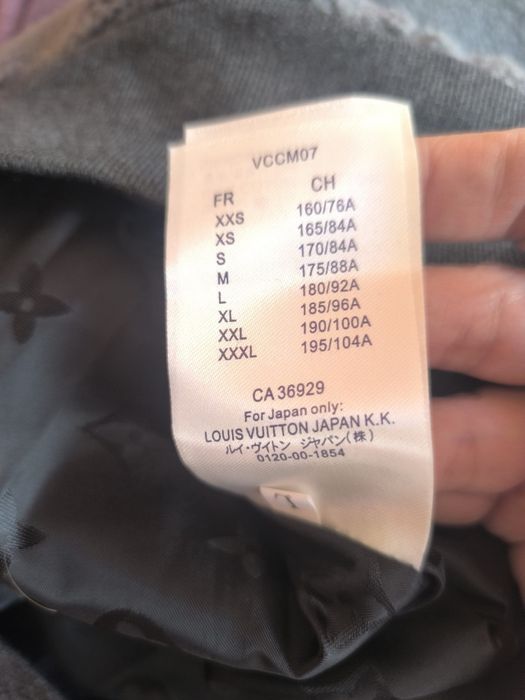 VCCM07
FR CH
XXS 160/76A
XS 165/84A
S 170/84A
M 175/88A
L 180/92A
XL 185/96A
XXL 190/100A
XXXL 195/104A
CA 36929
For Japan only:
LOUIS VUITTON JAPAN K.K.
ルイ・ヴィトン ジャパン(株)
0120-00-1854
L